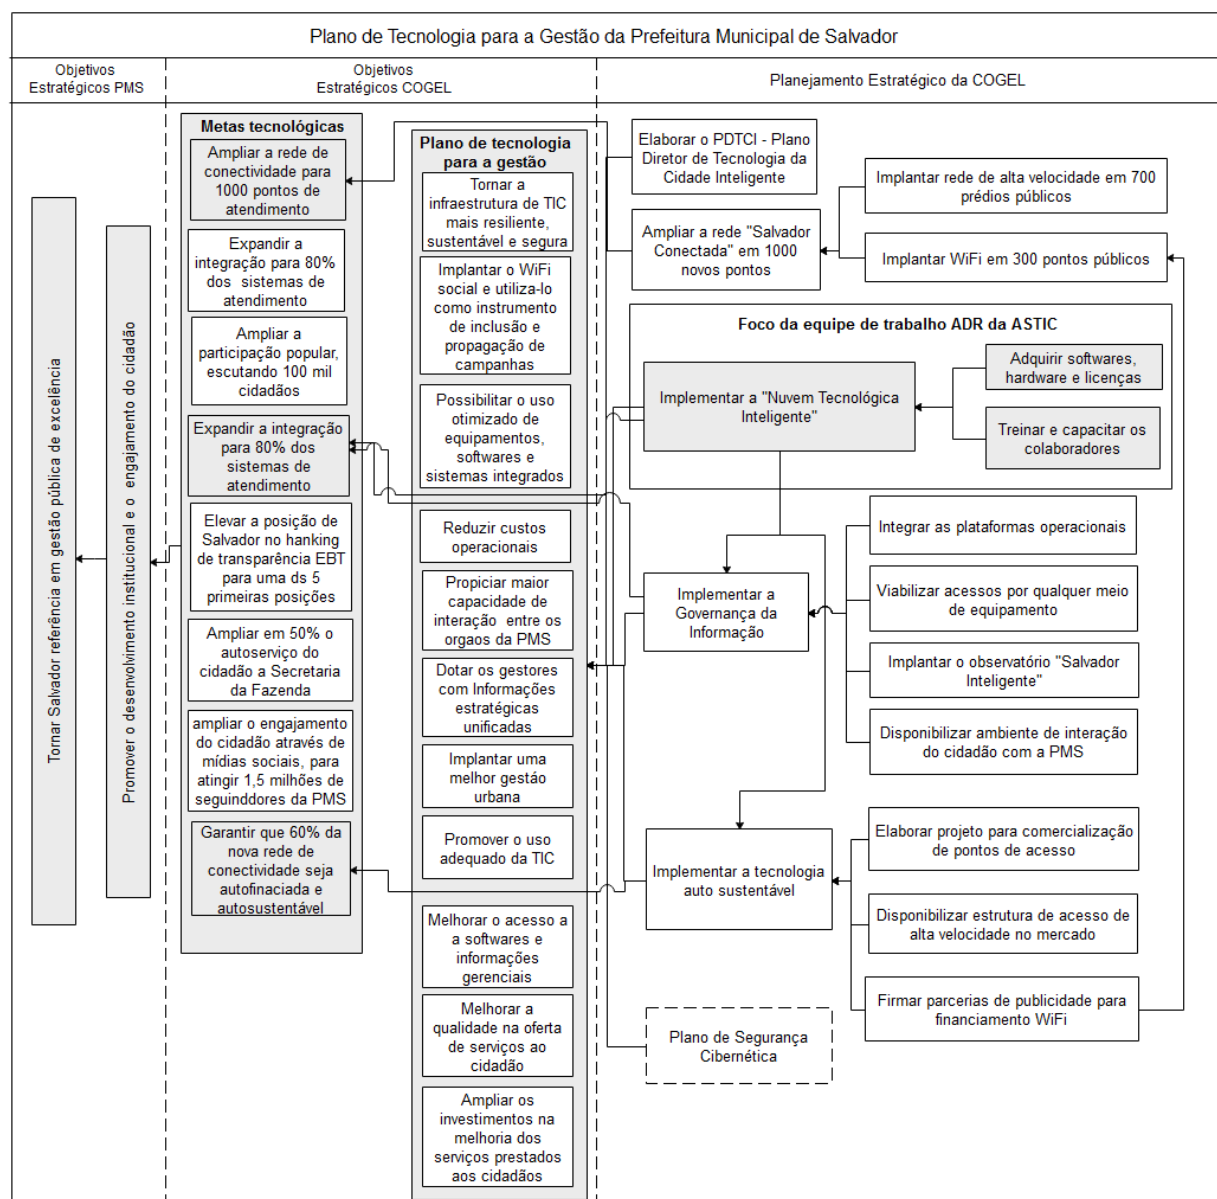 Plano de Tecnologia para a Gestão da Prefeitura Municipal de Salvador
Objetivos
Estratégicos PMS
Objetivos
Estratégicos COGEL
Planejamento Estratégico da COGEL
Tornar Salvador referência em gestão pública de excelência
Promover o desenvolvimento institucional e o engajamento do cidadão
Metas tecnológicas
Ampliar a rede de
conectividade para
1000 pontos de
atendimento
Expandir a
integração para 80%
dos sistemas de
atendimento
Ampliar a
participação popular,
escutando 100 mil
cidadãos
Expandir a integração
para 80% dos
sistemas de
atendimento
Elevar a posição de
Salvador no hanking
de transparência EBT
para uma ds 5
primeiras posições
Ampliar em 50% o
autoserviço do
cidadão a Secretaria
da Fazenda
ampliar o engajamento
do cidadão através de
mídias sociais, para
atingir 1,5 milhões de
seguinddores da PMS
Garantir que 60% da
nova rede de
conectividade seja
autofinaciada e
autosustentável
Plano de tecnologia
para a gestão
Tornar a
infraestrutura de TIC
mais resiliente,
sustentável e segura
Implantar o WiFi
social e utiliza-lo
como instrumento
de inclusão e
propagação de
campanhas
Possibilitar o uso
otimizado de
equipamentos,
softwares e
sistemas integrados
Reduzir custos
operacionais
Propiciar maior
capacidade de
interação entre os
orgaos da PMS
Dotar os gestores
com Informações
estratégicas
unificadas
Implantar uma
melhor gestáo
urbana
Promover o uso
adequado da TIC
Melhorar o acesso a
a softwares e
informações
gerenciais
Melhorar a
qualidade na oferta
de serviços ao
cidadão
Ampliar os
investimentos na
melhoria dos
serviços prestados
aos cidadãos
Elaborar o PDTCI - Plano
Diretor de Tecnologia da
Cidade Inteligente
Ampliar a rede "Salvador
Conectada" em 1000
novos pontos
Implantar rede de alta velocidade em 700
prédios públicos
Implantar WiFi em 300 pontos públicos
Foco da equipe de trabalho ADR da ASTIC
Implementar a "Nuvem Tecnológica
Inteligente"
Adquirir softwares,
hardware e licenças
Treinar e capacitar os
colaboradores
Implementar a
Governança da
Informação
Integrar as plataformas operacionais
Viabilizar acessos por qualquer meio
de equipamento
Implantar o observatório "Salvador
Inteligente"
Disponibilizar ambiente de interação
do cidadão com a PMS
Implementar a tecnologia
auto sustentável
Elaborar projeto para comercialização
de pontos de acesso
Disponibilizar estrutura de acesso de
alta velocidade no mercado
Firmar parcerias de publicidade para
financiamento WiFi
Plano de Segurança
Cibernética